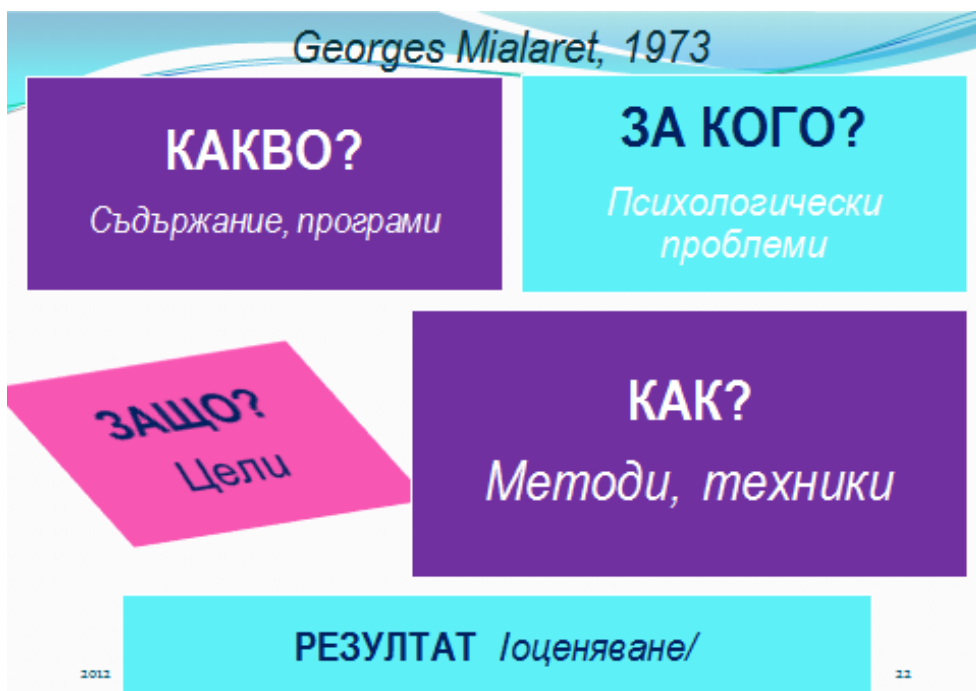 Georges Mialaret, 1973
КАКВО?
Съдържание, програми
ЗА КОГО?
Психологически
проблеми
ЗАЩО?
Цели
КАК?
Методи, техники
РЕЗУЛТАТ /оценяване/
2012
22